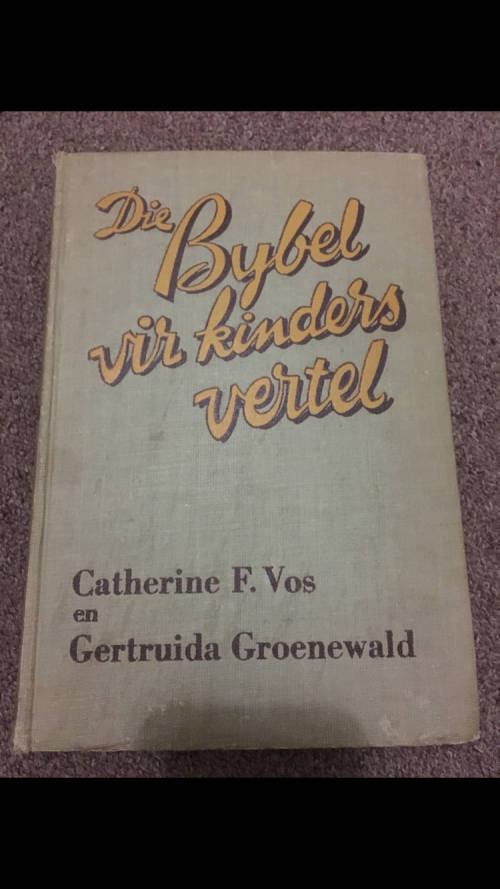 Die
Bybel
vir kinders
vertel
Catherine F. Vos
en
Gertruida Groenewald